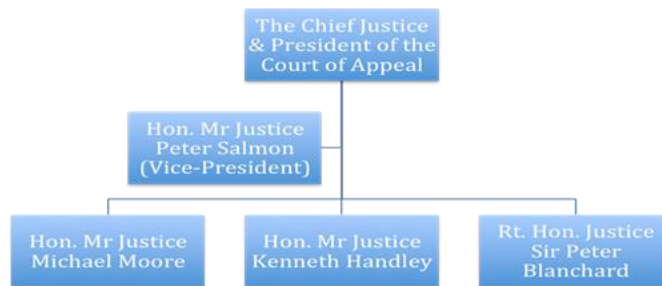 The Chief Justice
& President of the
Court of Appeal
Hon. Mr Justice
Peter Salmon
(Vice-President)
Hon. Mr Justice
Michael Moore
Hon. Mr Justice
Kenneth Handley
Rt. Hon. Justice
Sir Peter
Blanchard